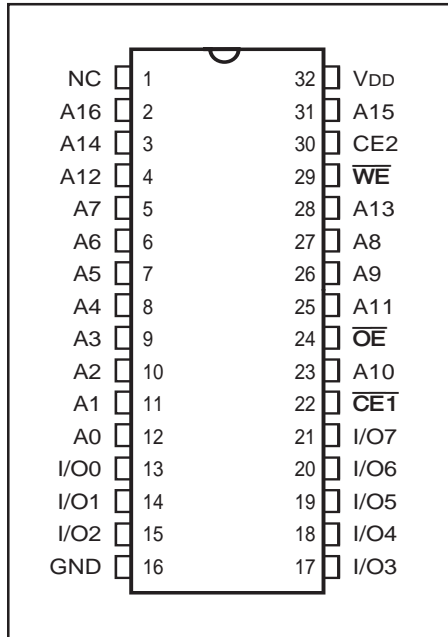 NC 1 32 VDD
A16 2 31 A15
A14 3 30 CE2
A12 4 29 W̅E̅
A7 5 28 A13
A6 6 27 A8
A5 7 26 A9
A4 8 25 A11
A3 9 24 O̅E̅
A2 10 23 A10
A1 11 22 C̅E̅1̅
A0 12 21 I/O7
I/O0 13 20 I/O6
I/O1 14 19 I/O5
I/O2 15 18 I/O4
GND 16 17 I/O3